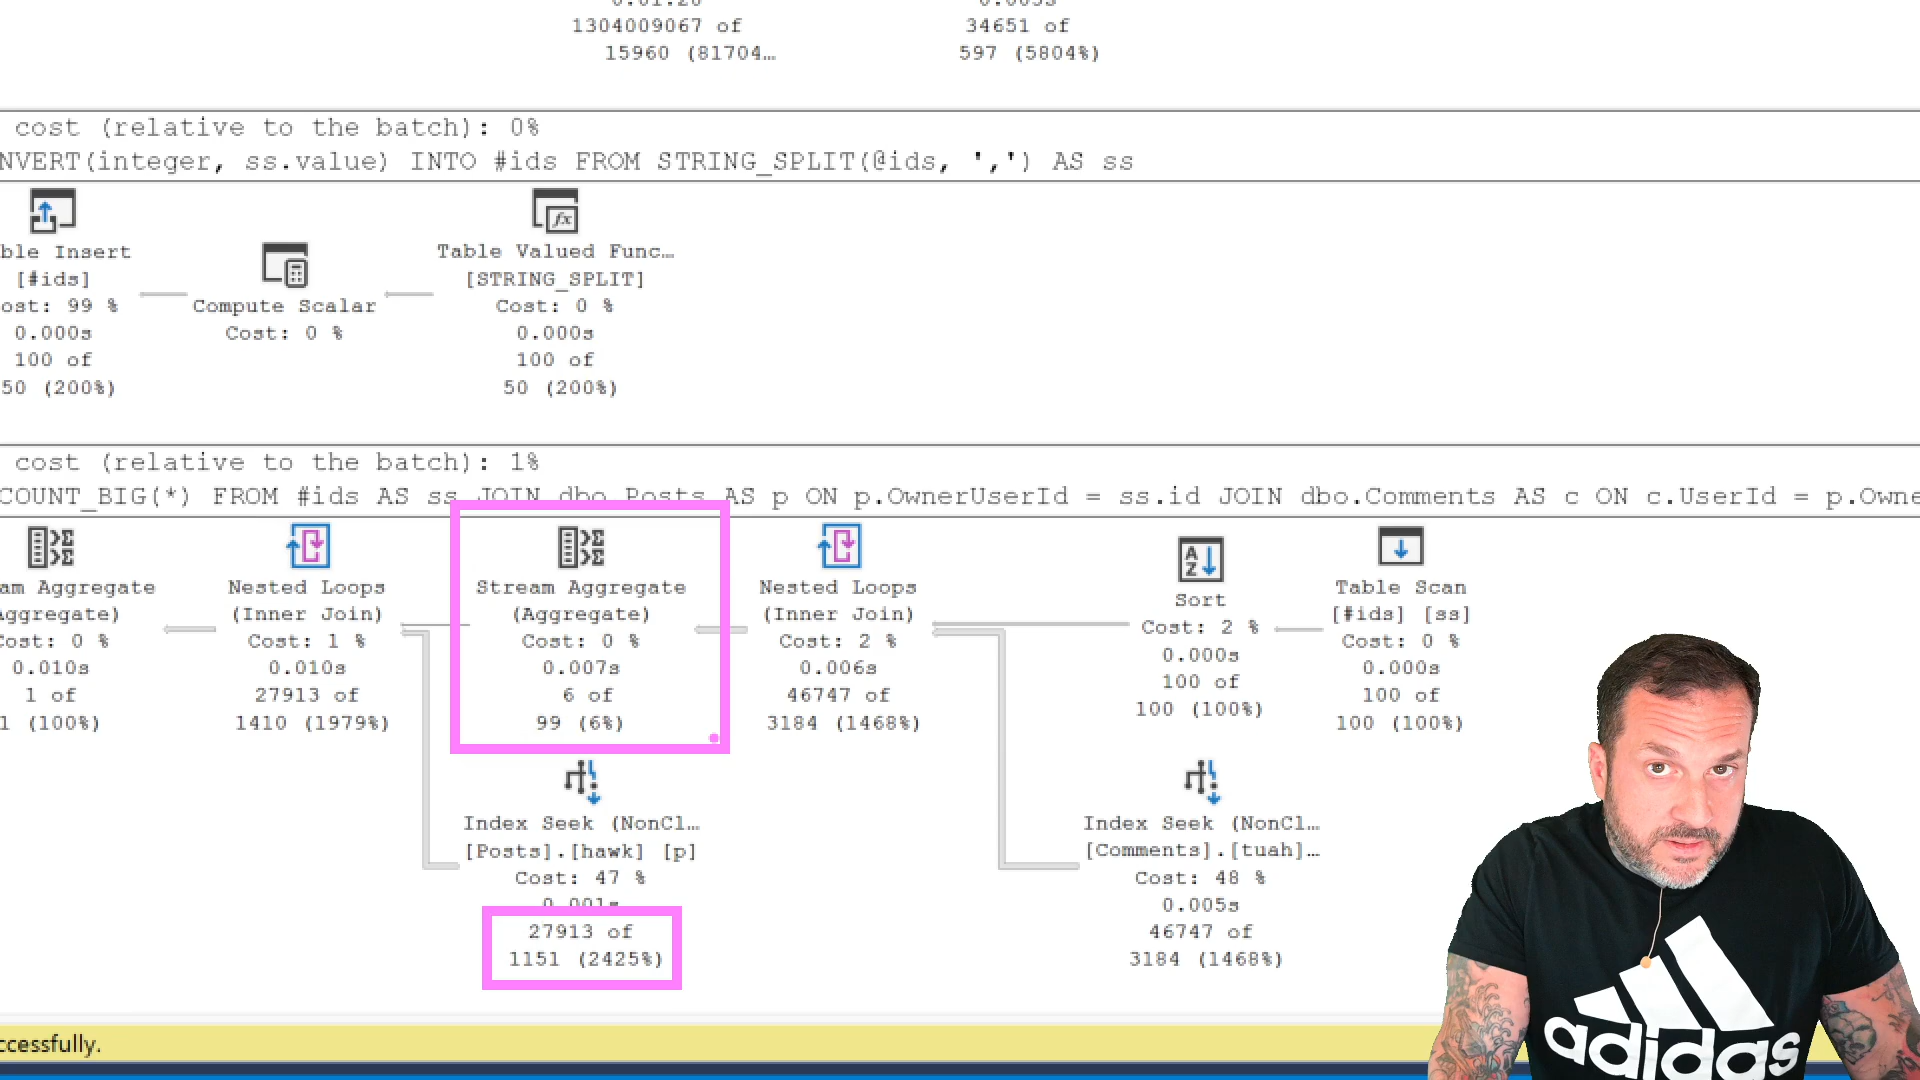 1304009067 of
34651 of
15960 (81704…
597 (5804%)
cost (relative to the batch): 0%
NVERT(integer, ss.value) INTO #ids FROM STRING_SPLIT(@ids, ',') AS ss
ble Insert
[#ids]
ost: 99 %
0.000s
100 of
50 (200%)
Compute Scalar
Cost: 0 %
Table Valued Func…
[STRING_SPLIT]
Cost: 0 %
0.000s
100 of
50 (200%)
cost (relative to the batch): 1%
COUNT_BIG(*) FROM #ids AS ss JOIN dbo.Posts AS p ON p.OwnerUserId = ss.id JOIN dbo.Comments AS c ON c.UserId = p.Owne
am Aggregate
Aggregate)
Cost: 0 %
0.010s
1 of
1 (100%)
Nested Loops
(Inner Join)
Cost: 1 %
0.010s
27913 of
1410 (1979%)
Stream Aggregate
(Aggregate)
Cost: 0 %
0.007s
6 of
99 (6%)
Nested Loops
(Inner Join)
Cost: 2 %
0.006s
46747 of
3184 (1468%)
Sort
Cost: 2 %
0.000s
100 of
100 (100%)
Table Scan
[#ids] [ss]
Cost: 0 %
0.000s
100 of
100 (100%)
Index Seek (NonCl…
[Posts].[hawk] [p]
Cost: 47 %
0.001s
27913 of
1151 (2425%)
Index Seek (NonCl…
[Comments].[tuah]…
Cost: 48 %
0.005s
46747 of
3184 (1468%)
ccessfully.
adidas